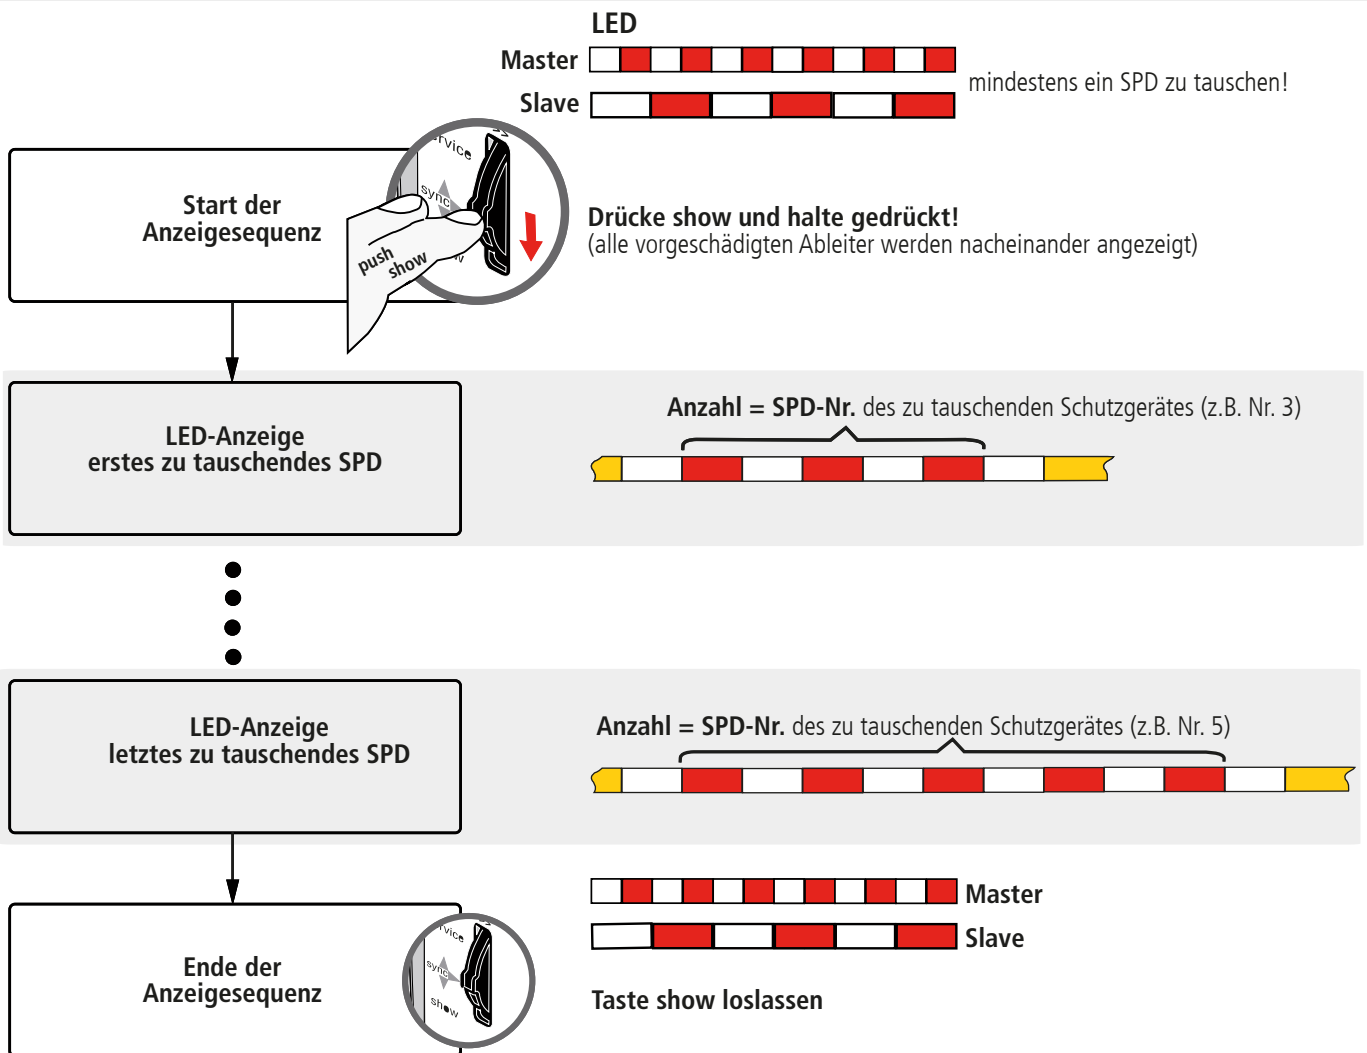 LED
Master
mindestens ein SPD zu tauschen!
Slave
rvice
sync
push
show
w
Start der
Anzeigesequenz
Drücke show und halte gedrückt!
(alle vorgeschädigten Ableiter werden nacheinander angezeigt)
LED-Anzeige
erstes zu tauschendes SPD
Anzahl = SPD-Nr. des zu tauschenden Schutzgerätes (z.B. Nr. 3)
LED-Anzeige
letztes zu tauschendes SPD
Anzahl = SPD-Nr. des zu tauschenden Schutzgerätes (z.B. Nr. 5)
Master
Slave
Ende der
Anzeigesequenz
rvice
sync
show
Taste show loslassen